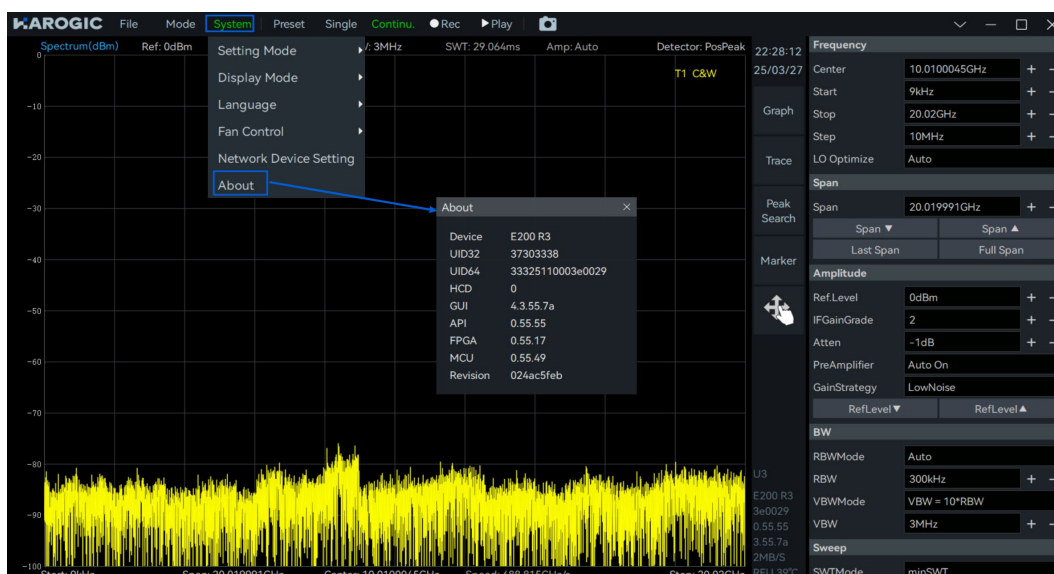 HAROGIC File Mode System Preset Single Continu. Rec Play
Spectrum(dBm) Ref: 0dBm : 3MHz SWT: 29.064ms Amp: Auto Detector: PosPeak
T1 C&W
0
-10
-20
-30
-40
-50
-60
-70
-80
-90
-100
Setting Mode
Display Mode
Language
Fan Control
Network Device Setting
About
About
Device E200 R3
UID32 37303338
UID64 33325110003e0029
HCD 0
GUI 4.3.55.7a
API 0.55.55
FPGA 0.55.17
MCU 0.55.49
Revision 024ac5feb
22:28:12
25/03/27
Graph
Trace
Peak
Search
Marker
U3
E200 R3
3e0029
0.55.55
3.55.7a
2MB/S
Frequency
Center 10.0100045GHz + -
Start 9kHz + -
Stop 20.02GHz + -
Step 10MHz + -
LO Optimize Auto
Span
Span 20.019991GHz + -
Span ▼ Span ▲
Last Span Full Span
Amplitude
Ref.Level 0dBm + -
IFGainGrade 2 + -
Atten -1dB + -
PreAmplifier Auto On
GainStrategy LowNoise
RefLevel▼ RefLevel▲
BW
RBWMode Auto
RBW 300kHz + -
VBWMode VBW = 10*RBW
VBW 3MHz + -
Sweep
SWTMode minSWT